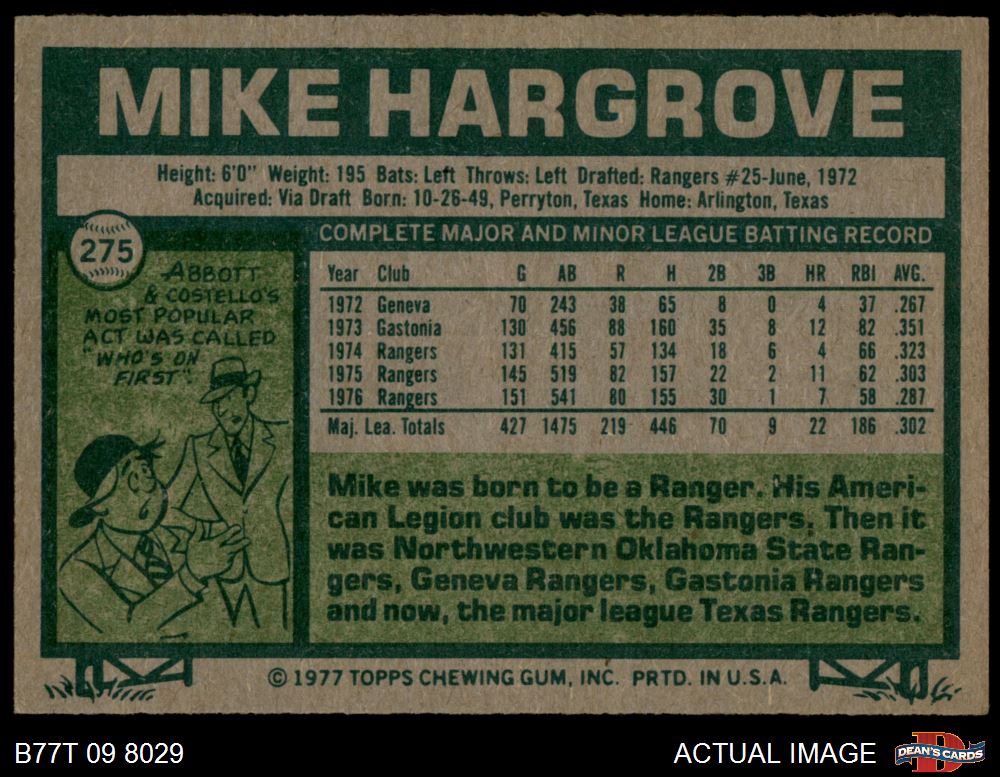 MIKE HARGROVE
Height: 6'0" Weight: 195 Bats: Left Throws: Left Drafted: Rangers #25-June, 1972
Acquired: Via Draft Born: 10-26-49, Perryton, Texas Home: Arlington, Texas
275
ABBOTT
& COSTELLO'S
MOST POPULAR
ACT WAS CALLED
"WHO'S ON
FIRST".
COMPLETE MAJOR AND MINOR LEAGUE BATTING RECORD
Year Club G AB R H 2B 3B HR RBI AVG.
1972 Geneva 70 243 38 65 8 0 4 37 .267
1973 Gastonia 130 456 88 160 35 8 12 82 .351
1974 Rangers 131 415 57 134 18 6 4 66 .323
1975 Rangers 145 519 82 157 22 2 11 62 .303
1976 Rangers 151 541 80 155 30 1 7 58 .287
Maj. Lea. Totals 427 1475 219 446 70 9 22 186 .302
Mike was born to be a Ranger. His Ameri-
can Legion club was the Rangers. Then it
was Northwestern Oklahoma State Ran-
gers, Geneva Rangers, Gastonia Rangers
and now, the major league Texas Rangers.
© 1977 TOPPS CHEWING GUM, INC. PRTD. IN U.S.A.
B77T 09 8029
ACTUAL IMAGE
D
DEAN'S CARDS